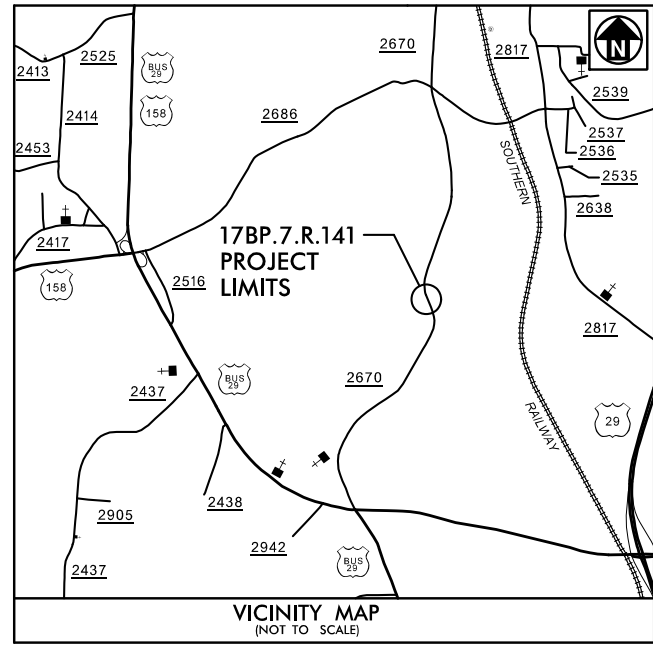 2413
2525
BUS
29
2670
2817
N
2539
2414
158
2686
2537
2536
2453
SOUTHERN
2535
2638
2417
17BP.7.R.141
PROJECT
LIMITS
158
2516
2817
2437
BUS
29
2670
29
RAILWAY
2905
2438
2942
2437
BUS
29
VICINITY MAP
(NOT TO SCALE)